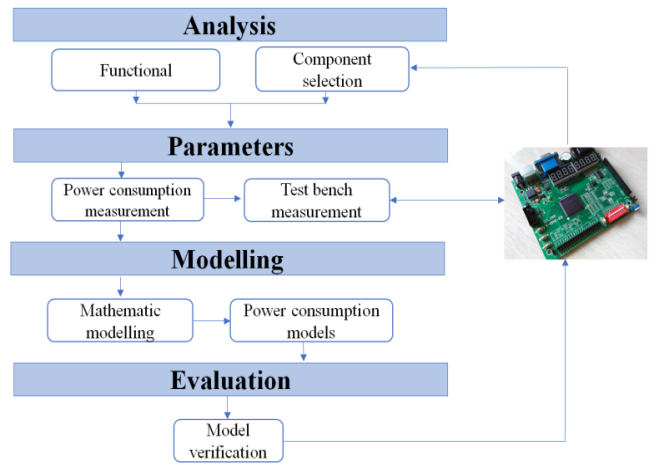 Analysis
Functional
Component
selection
Parameters
Power consumption
measurement
Test bench
measurement
Modelling
Mathematic
modelling
Power consumption
models
Evaluation
Model
verification